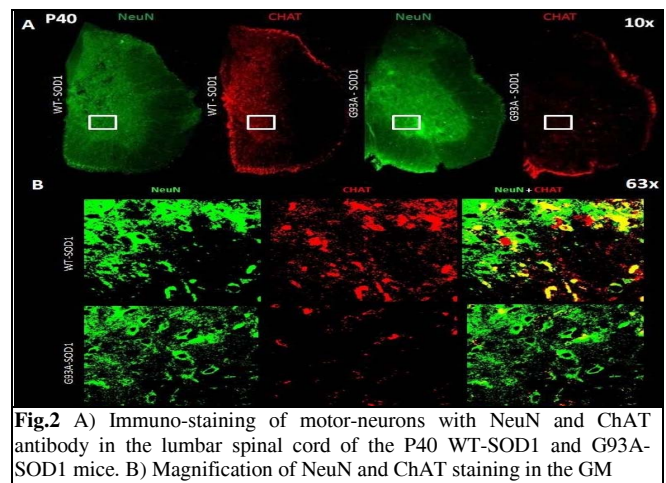 A P40 NeuN CHAT NeuN CHAT 10x
WT-SOD1 WT - SOD1 G93A - SOD1 G93A - SOD1
B NeuN CHAT NeuN + CHAT 63x
WT-SOD1
G93A-SOD1
Fig.2 A) Immuno-staining of motor-neurons with NeuN and ChAT
antibody in the lumbar spinal cord of the P40 WT-SOD1 and G93A-
SOD1 mice. B) Magnification of NeuN and ChAT staining in the GM